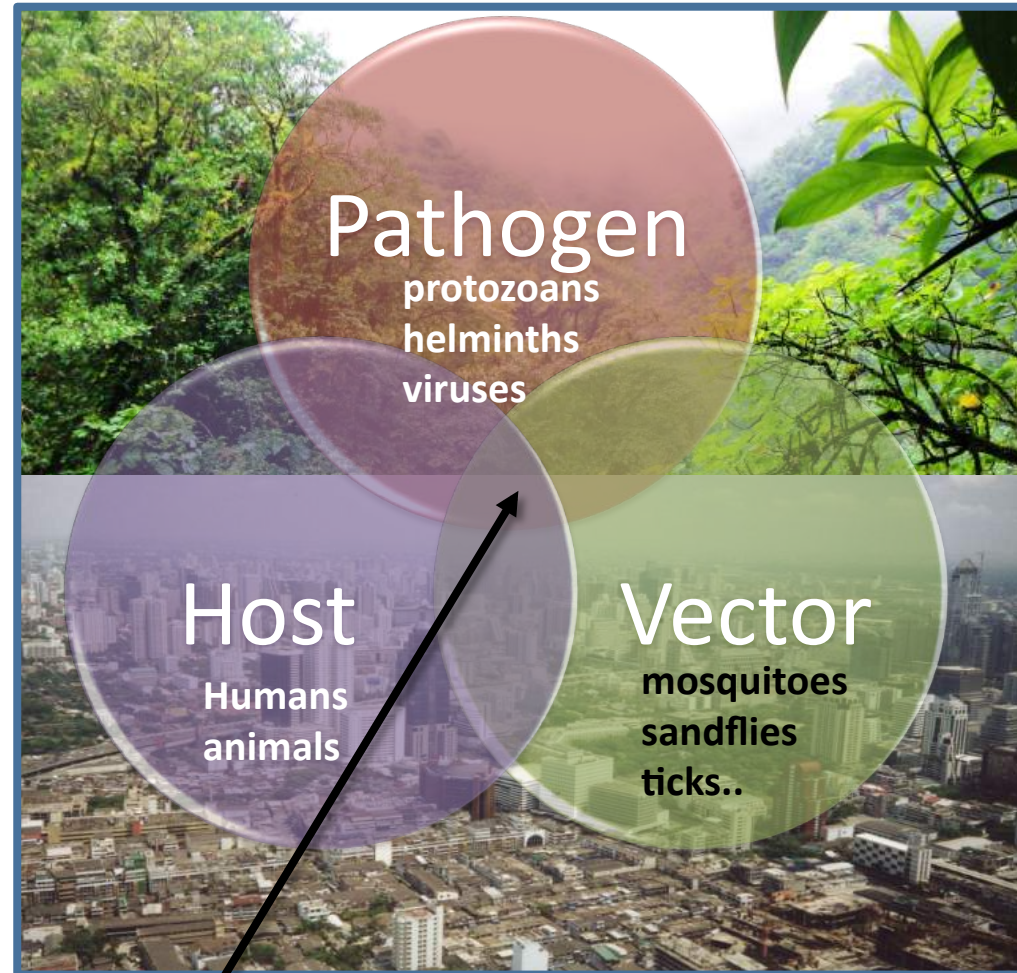 Pathogen
protozoans
helminths
viruses
Host
Humans
animals
Vector
mosquitoes
sandflies
ticks..